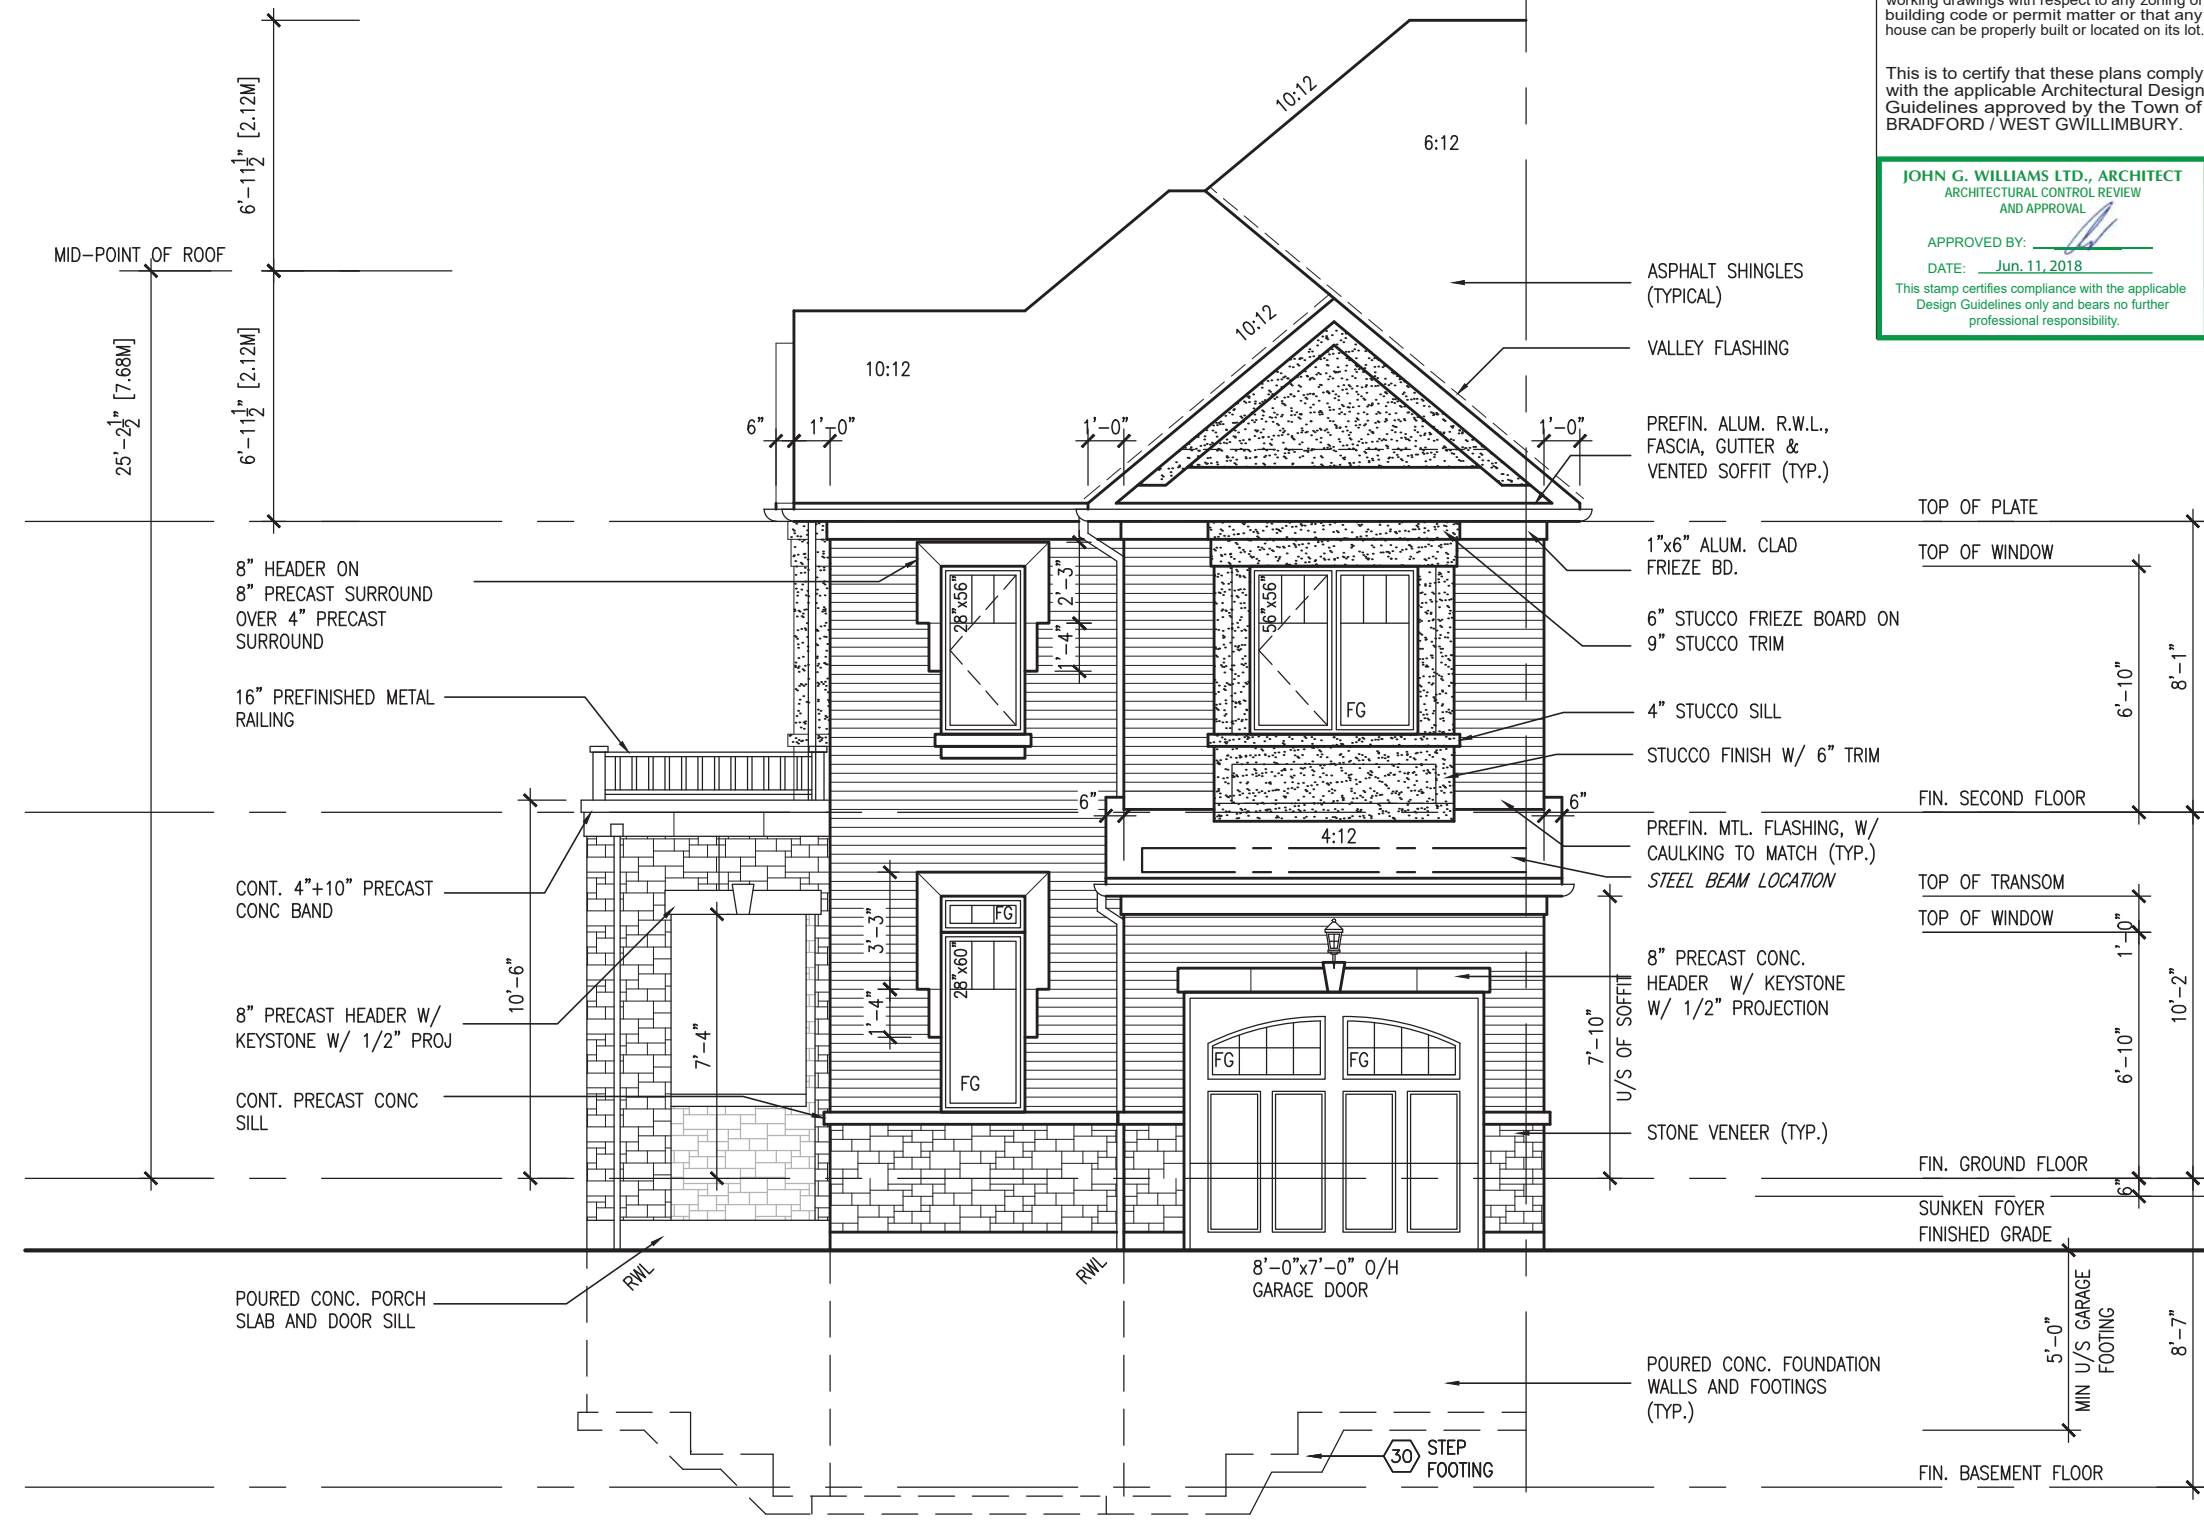 working drawings with respect to any zoning or
building code or permit matter or that any
house can be properly built or located on its lot.
This is to certify that these plans comply
with the applicable Architectural Design
Guidelines approved by the Town of
BRADFORD / WEST GWILLIMBURY.
JOHN G. WILLIAMS LTD., ARCHITECT
ARCHITECTURAL CONTROL REVIEW
AND APPROVAL
APPROVED BY:
DATE: Jun. 11, 2018
This stamp certifies compliance with the applicable
Design Guidelines only and bears no further
professional responsibility.
6'-11 1/2" [2.12M]
MID-POINT OF ROOF
25'-2 1/2" [7.68M]
6'-11 1/2" [2.12M]
10:12
6:12
10:12
10:12
6"
1'-0"
1'-0"
1'-0"
ASPHALT SHINGLES
(TYPICAL)
VALLEY FLASHING
PREFIN. ALUM. R.W.L.,
FASCIA, GUTTER &
VENTED SOFFIT (TYP.)
TOP OF PLATE
1"x6" ALUM. CLAD
FRIEZE BD.
TOP OF WINDOW
8" HEADER ON
8" PRECAST SURROUND
OVER 4" PRECAST
SURROUND
28"x56"
2'-3"
1'-4"
56"x56"
FG
6" STUCCO FRIEZE BOARD ON
9" STUCCO TRIM
16" PREFINISHED METAL
RAILING
4" STUCCO SILL
STUCCO FINISH W/ 6" TRIM
6'-10"
8'-1"
FIN. SECOND FLOOR
6"
6"
4:12
PREFIN. MTL. FLASHING, W/
CAULKING TO MATCH (TYP.)
STEEL BEAM LOCATION
CONT. 4"+10" PRECAST
CONC BAND
TOP OF TRANSOM
TOP OF WINDOW
1'-0"
10'-6"
7'-4"
3'-3"
1'-4"
FG
28"x60"
FG
8" PRECAST CONC.
HEADER W/ KEYSTONE
W/ 1/2" PROJECTION
8" PRECAST HEADER W/
KEYSTONE W/ 1/2" PROJ
FG
FG
7'-10"
U/S OF SOFFIT
6'-10"
10'-2"
CONT. PRECAST CONC
SILL
STONE VENEER (TYP.)
FIN. GROUND FLOOR
6"
SUNKEN FOYER
FINISHED GRADE
RWL
RWL
8'-0"x7'-0" O/H
GARAGE DOOR
POURED CONC. PORCH
SLAB AND DOOR SILL
5'-0"
MIN U/S GARAGE
FOOTING
8'-7"
POURED CONC. FOUNDATION
WALLS AND FOOTINGS
(TYP.)
30
STEP
FOOTING
FIN. BASEMENT FLOOR